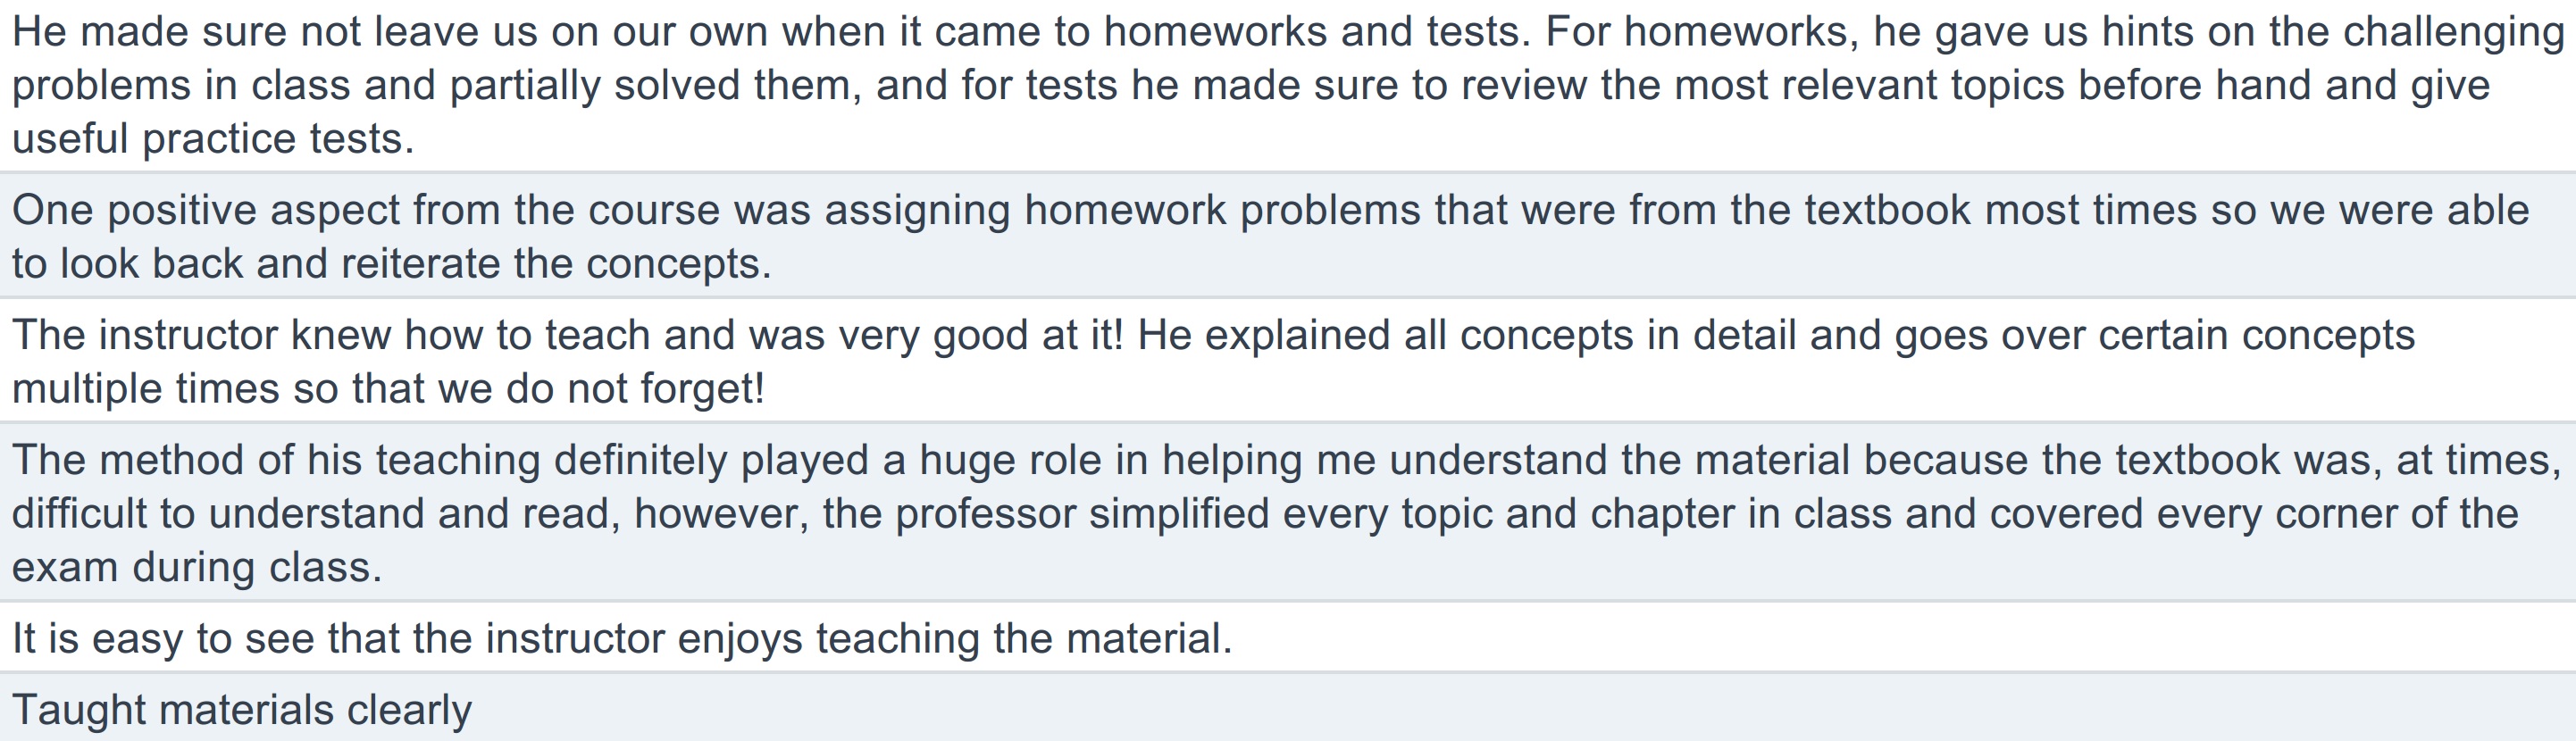 He made sure not leave us on our own when it came to homeworks and tests. For homeworks, he gave us hints on the challenging
problems in class and partially solved them, and for tests he made sure to review the most relevant topics before hand and give
useful practice tests.
One positive aspect from the course was assigning homework problems that were from the textbook most times so we were able
to look back and reiterate the concepts.
The instructor knew how to teach and was very good at it! He explained all concepts in detail and goes over certain concepts
multiple times so that we do not forget!
The method of his teaching definitely played a huge role in helping me understand the material because the textbook was, at times,
difficult to understand and read, however, the professor simplified every topic and chapter in class and covered every corner of the
exam during class.
It is easy to see that the instructor enjoys teaching the material.
Taught materials clearly